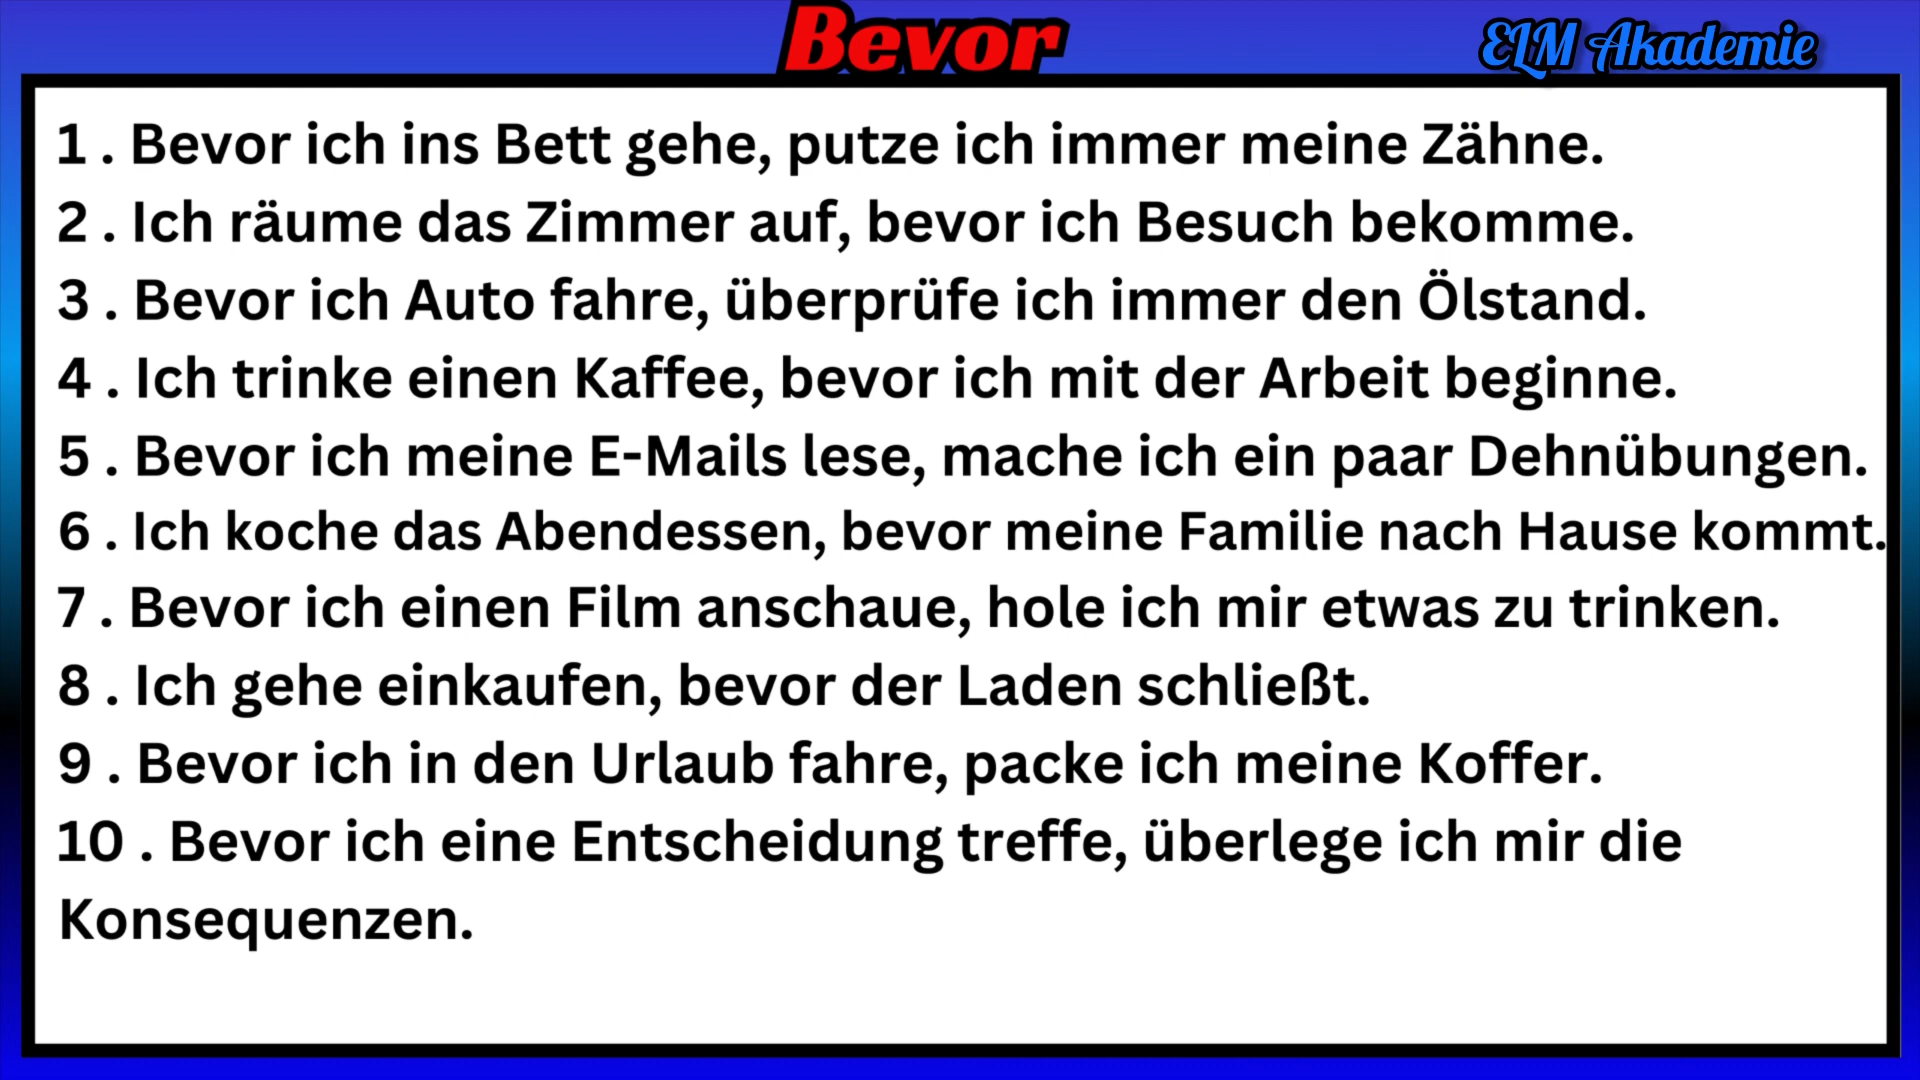 Bevor
ELM Akademie
1 . Bevor ich ins Bett gehe, putze ich immer meine Zähne.
2 . Ich räume das Zimmer auf, bevor ich Besuch bekomme.
3 . Bevor ich Auto fahre, überprüfe ich immer den Ölstand.
4 . Ich trinke einen Kaffee, bevor ich mit der Arbeit beginne.
5 . Bevor ich meine E-Mails lese, mache ich ein paar Dehnübungen.
6 . Ich koche das Abendessen, bevor meine Familie nach Hause kommt.
7 . Bevor ich einen Film anschaue, hole ich mir etwas zu trinken.
8 . Ich gehe einkaufen, bevor der Laden schließt.
9 . Bevor ich in den Urlaub fahre, packe ich meine Koffer.
10 . Bevor ich eine Entscheidung treffe, überlege ich mir die
Konsequenzen.